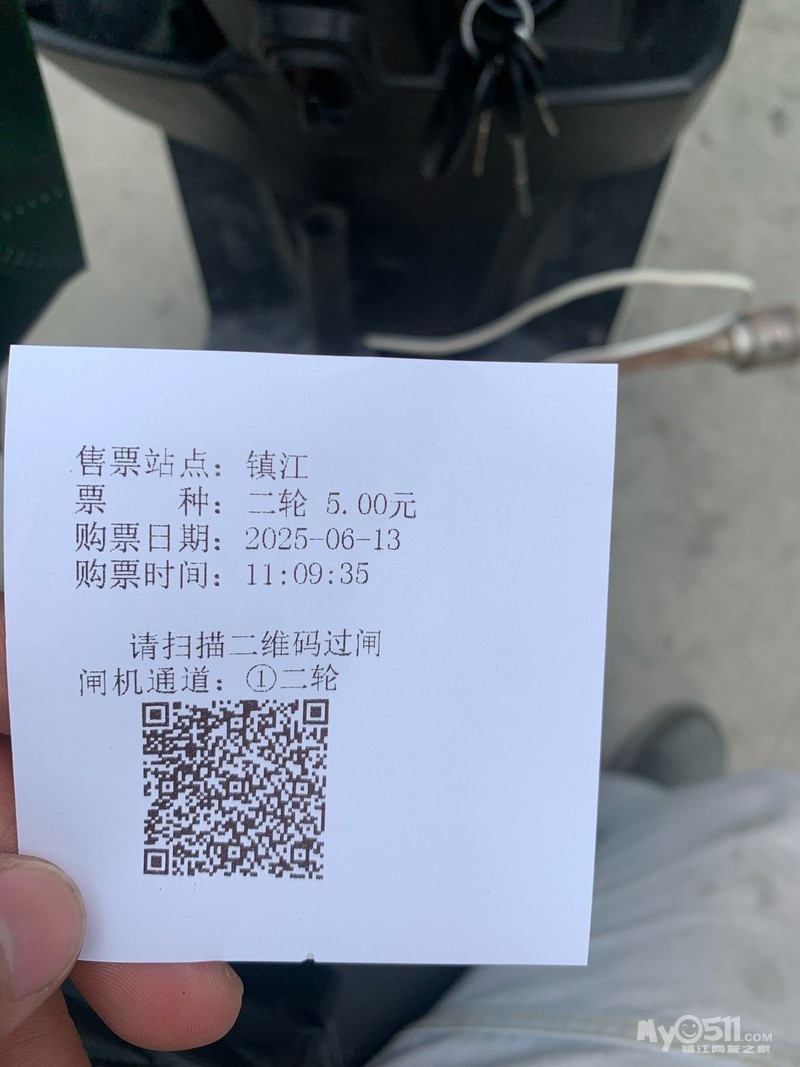 售票站点：镇江
票　　种：二轮 5.00元
购票日期：2025-06-13
购票时间：11:09:35
请扫描二维码过闸
闸机通道：①二轮
My0511.COM
镇江网友之家